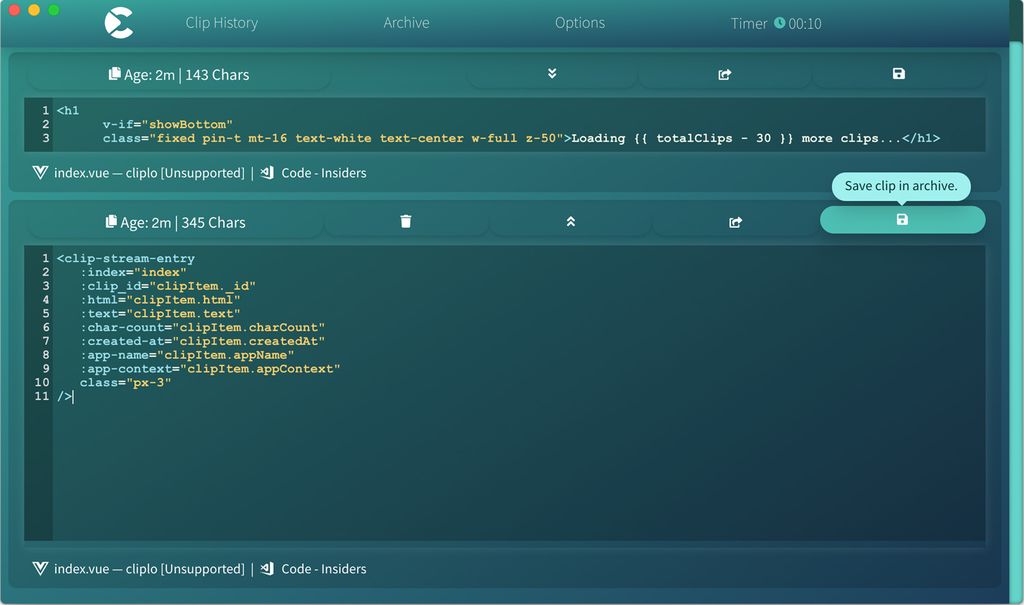 Clip History Archive Options Timer 00:10
Age: 2m | 143 Chars
1 <h1
2 v-if="showBottom"
3 class="fixed pin-t mt-16 text-white text-center w-full z-50">Loading {{ totalClips - 30 }} more clips...</h1>
index.vue — cliplo [Unsupported] | Code - Insiders
Save clip in archive.
Age: 2m | 345 Chars
1 <clip-stream-entry
2 :index="index"
3 :clip_id="clipItem._id"
4 :html="clipItem.html"
5 :text="clipItem.text"
6 :char-count="clipItem.charCount"
7 :created-at="clipItem.createdAt"
8 :app-name="clipItem.appName"
9 :app-context="clipItem.appContext"
10 class="px-3"
11 />
index.vue — cliplo [Unsupported] | Code - Insiders